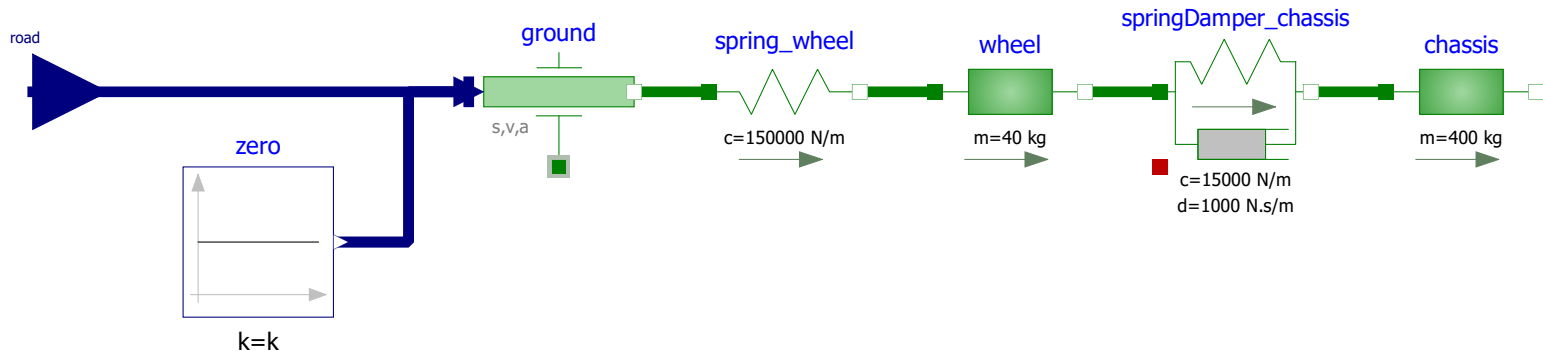 road
ground
s,v,a
zero
k=k
spring_wheel
c=150000 N/m
wheel
m=40 kg
springDamper_chassis
c=15000 N/m
d=1000 N.s/m
chassis
m=400 kg